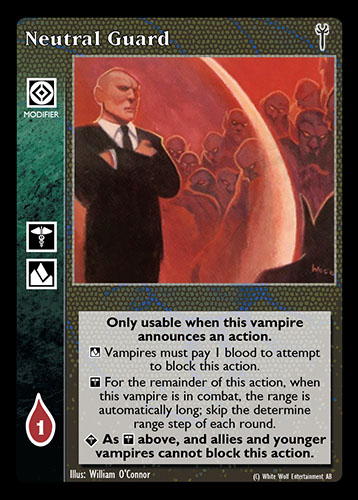 Neutral Guard
MODIFIER
Only usable when this vampire
announces an action.
Vampires must pay 1 blood to attempt
to block this action.
For the remainder of this action, when
this vampire is in combat, the range is
automatically long; skip the determine
range step of each round.
As above, and allies and younger
vampires cannot block this action.
1
Illus: William O'Connor
(C) White Wolf Entertainment AB